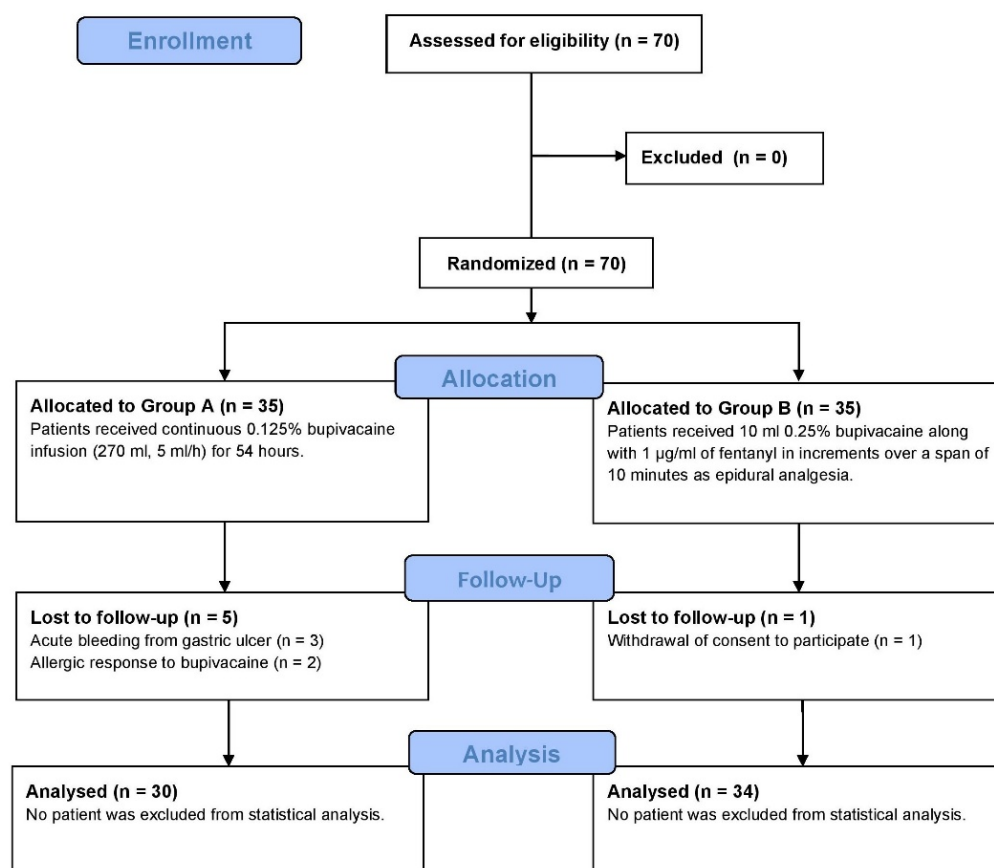 Enrollment
Assessed for eligibility (n = 70)
Excluded (n = 0)
Randomized (n = 70)
Allocation
Allocated to Group A (n = 35)
Patients received continuous 0.125% bupivacaine
infusion (270 ml, 5 ml/h) for 54 hours.
Allocated to Group B (n = 35)
Patients received 10 ml 0.25% bupivacaine along
with 1 µg/ml of fentanyl in increments over a span of
10 minutes as epidural analgesia.
Follow-Up
Lost to follow-up (n = 5)
Acute bleeding from gastric ulcer (n = 3)
Allergic response to bupivacaine (n = 2)
Lost to follow-up (n = 1)
Withdrawal of consent to participate (n = 1)
Analysis
Analysed (n = 30)
No patient was excluded from statistical analysis.
Analysed (n = 34)
No patient was excluded from statistical analysis.